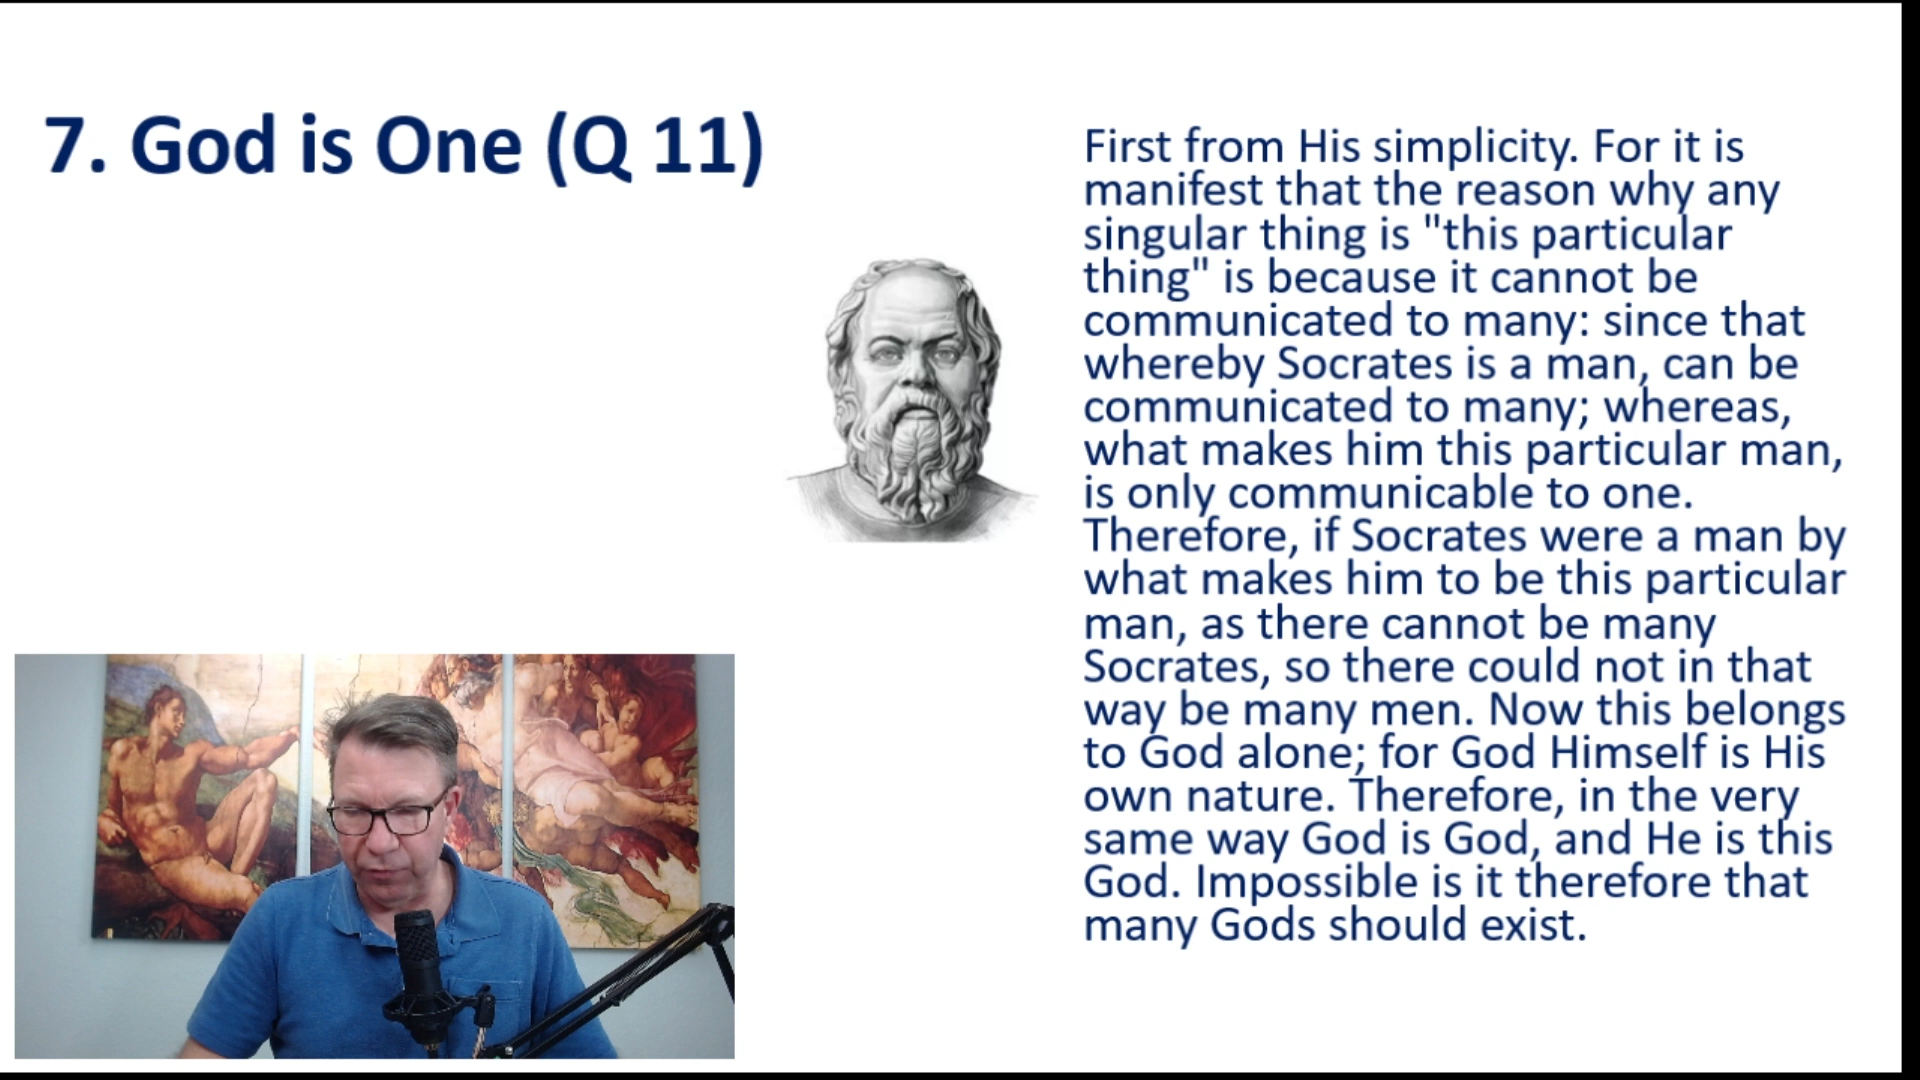 7. God is One (Q 11)
First from His simplicity. For it is
manifest that the reason why any
singular thing is "this particular
thing" is because it cannot be
communicated to many: since that
whereby Socrates is a man, can be
communicated to many; whereas,
what makes him this particular man,
is only communicable to one.
Therefore, if Socrates were a man by
what makes him to be this particular
man, as there cannot be many
Socrates, so there could not in that
way be many men. Now this belongs
to God alone; for God Himself is His
own nature. Therefore, in the very
same way God is God, and He is this
God. Impossible is it therefore that
many Gods should exist.